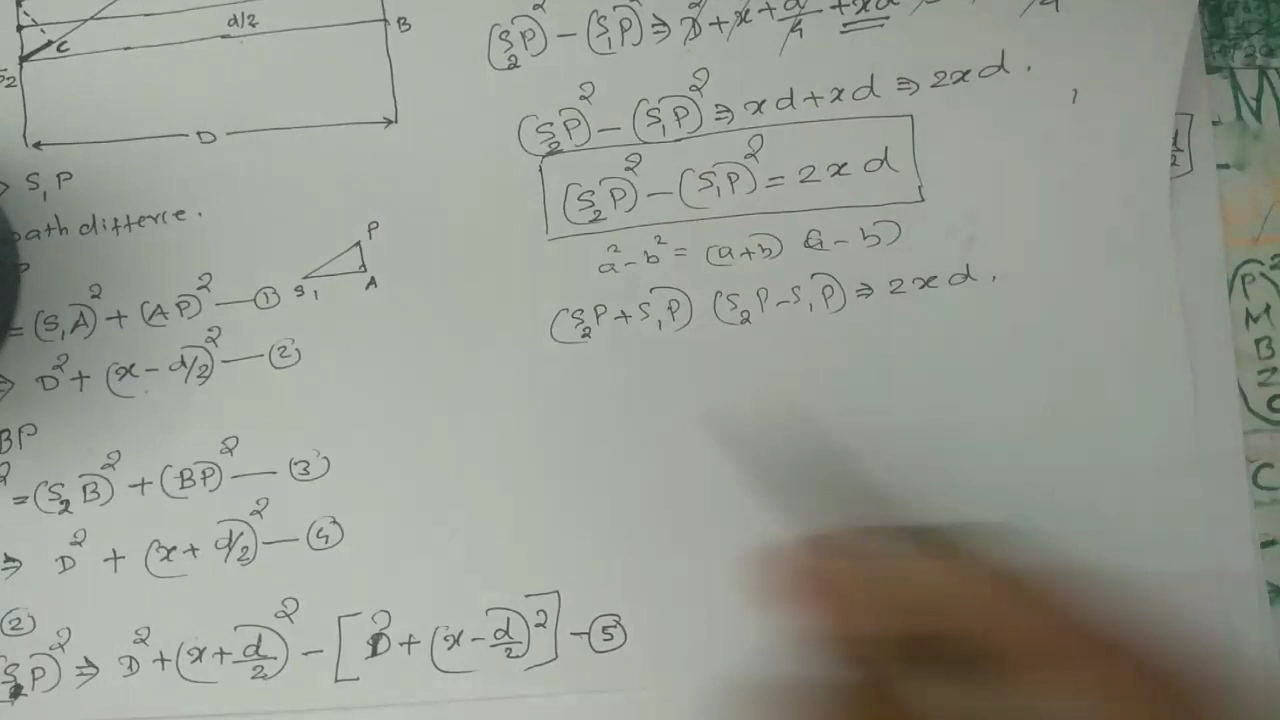 d/2
B
C
S₂
D
S₁P
path differrce.
P
S₁
A
= (S₁A)² + (AP)² — ①
⇒ D² + (x - d/2)² — ②
BP
² = (S₂B)² + (BP)² — ③
⇒ D² + (x + d/2)² — ④
②
(S₂P)² ⇒ D² + (x + d/2)² - [D² + (x - d/2)²] - ⑤
(S₂P)² - (S₁P)² ⇒
(S₂P)² - (S₁P)² ⇒ xd + xd ⇒ 2xd.
(S₂P)² - (S₁P)² = 2xd
a² - b² = (a+b) (a-b)
(S₂P + S₁P) (S₂P - S₁P) ⇒ 2xd.
P
M
B
C